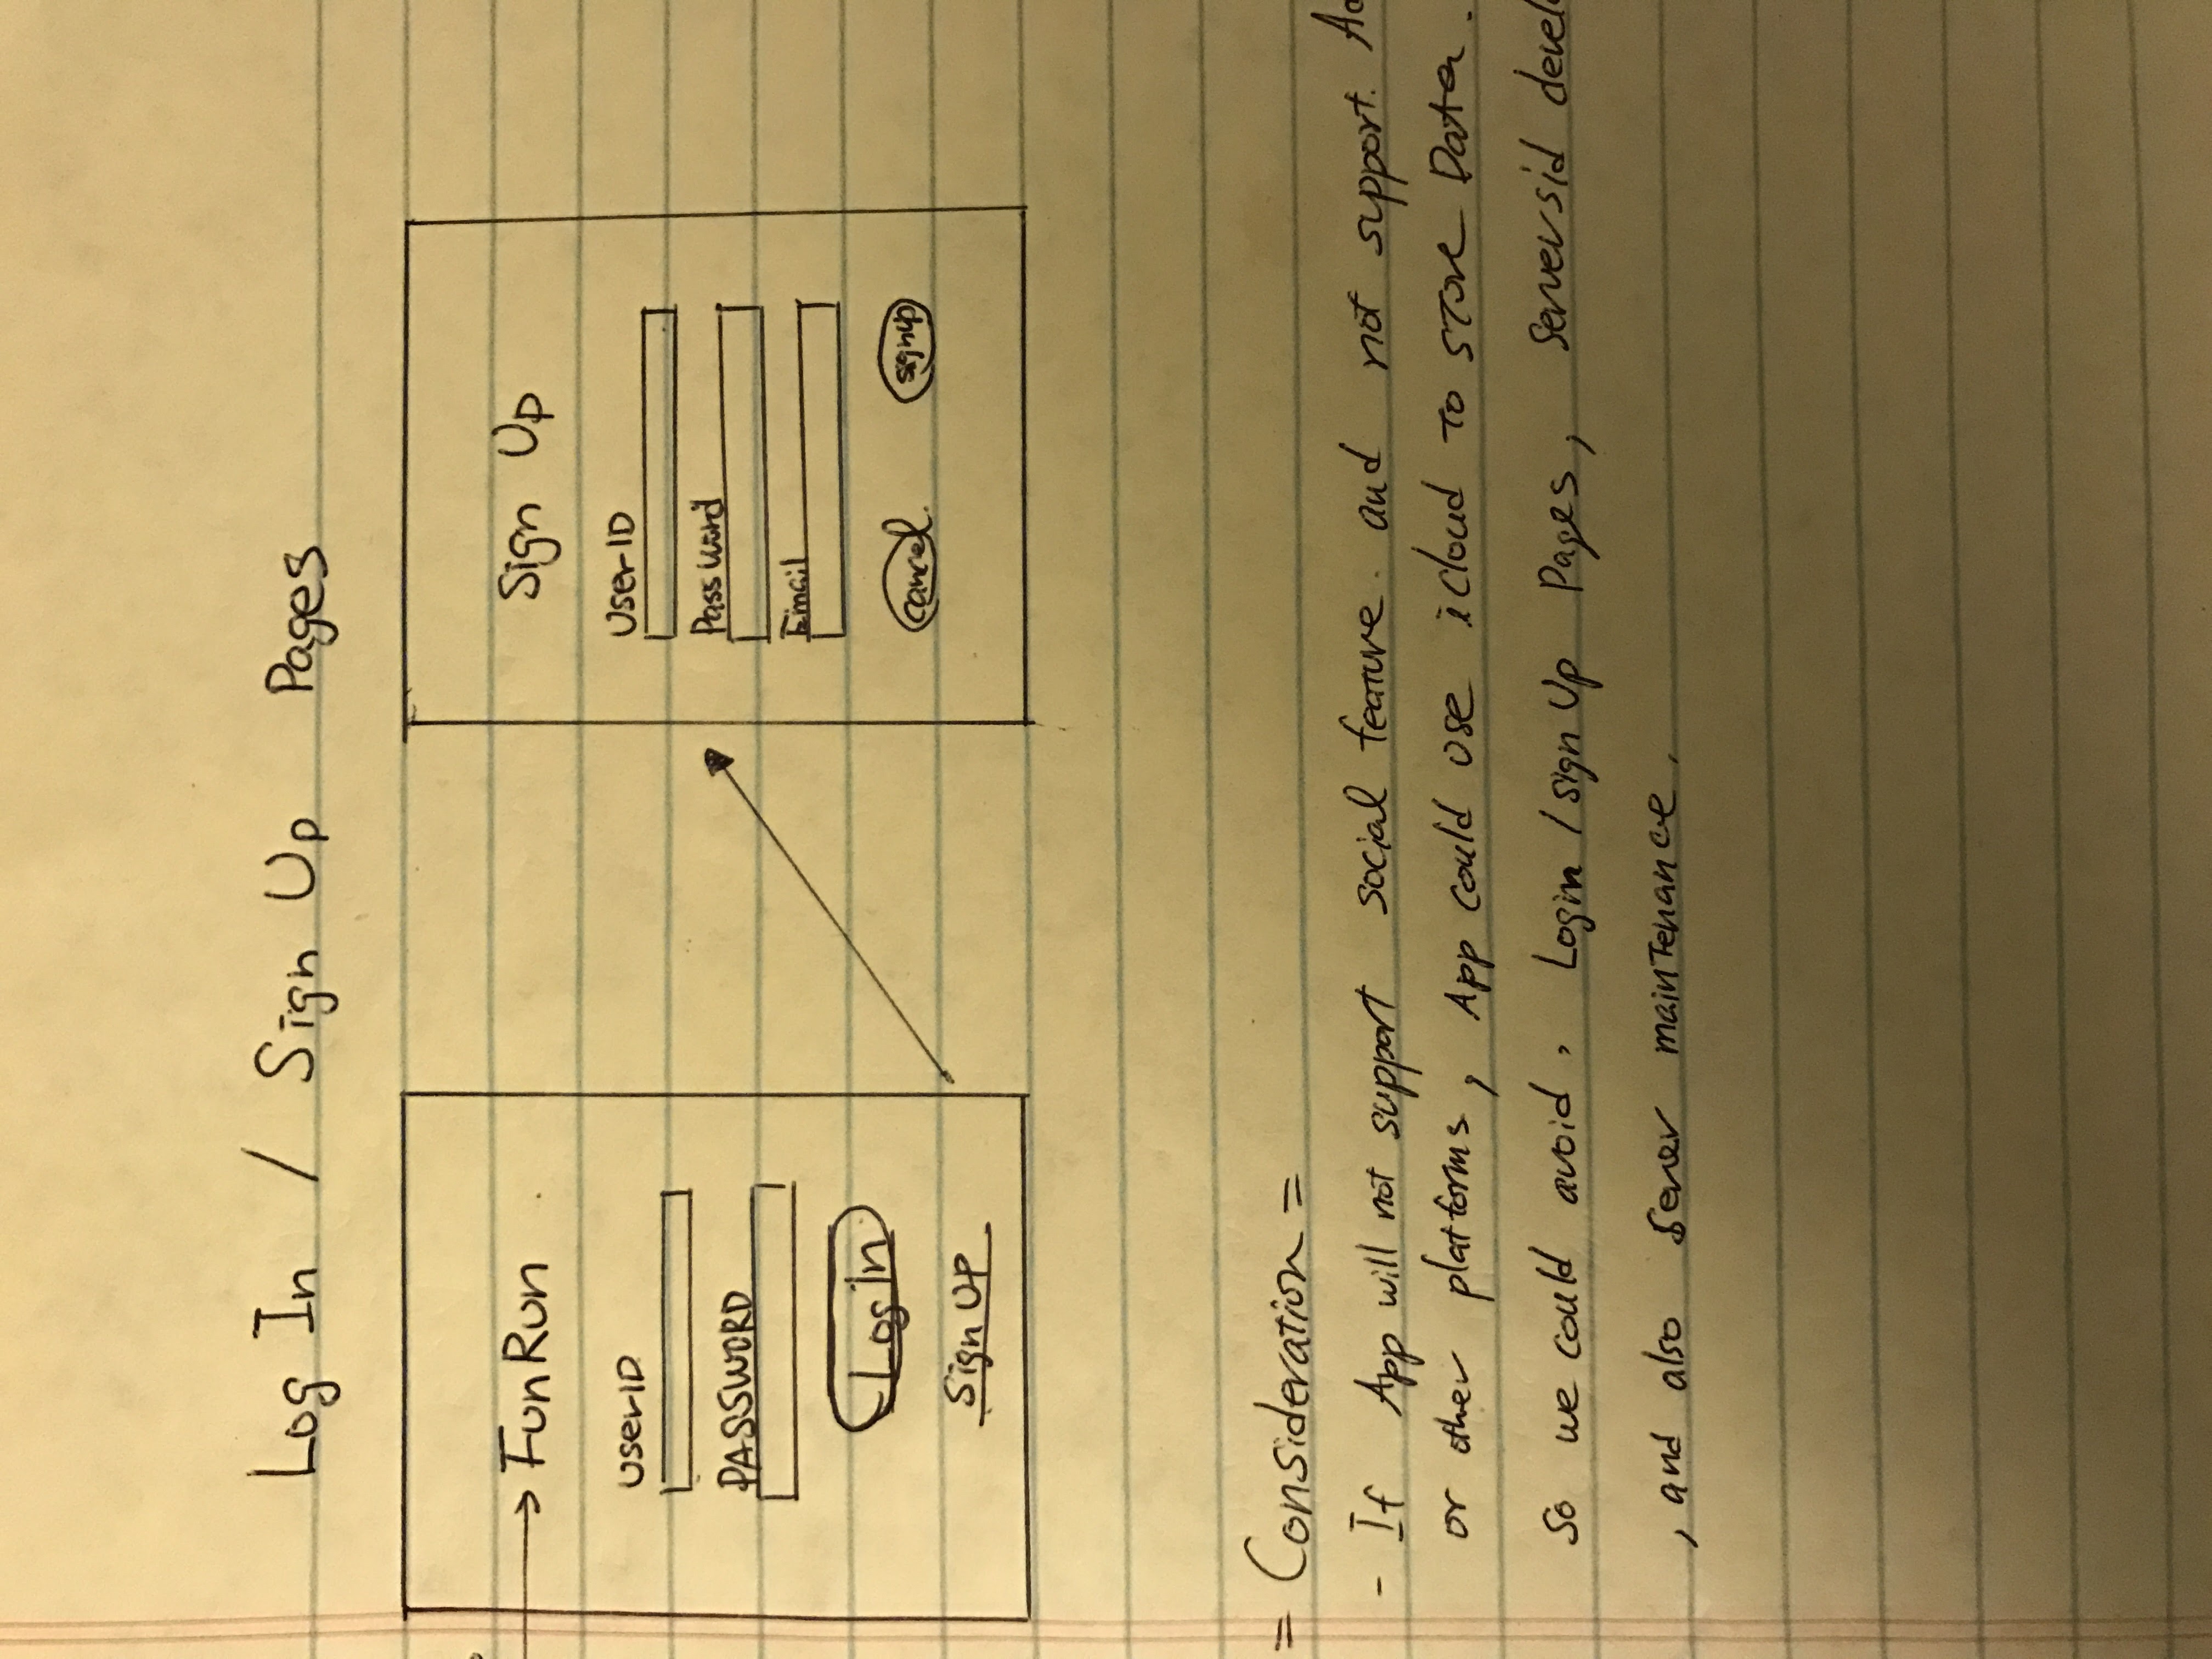 Log In / Sign Up Pages
FunRun
UserID
PASSWORD
Log In
Sign UP
Sign Up
UserID
Password
Email
cancel.
signup
= Consideration =
- If App will not support social feature. and not support.
or other platforms, App could use icloud to store Data.
so we could avoid, Login / sign Up Pages, Serversid devel
, and also Server maintenance.